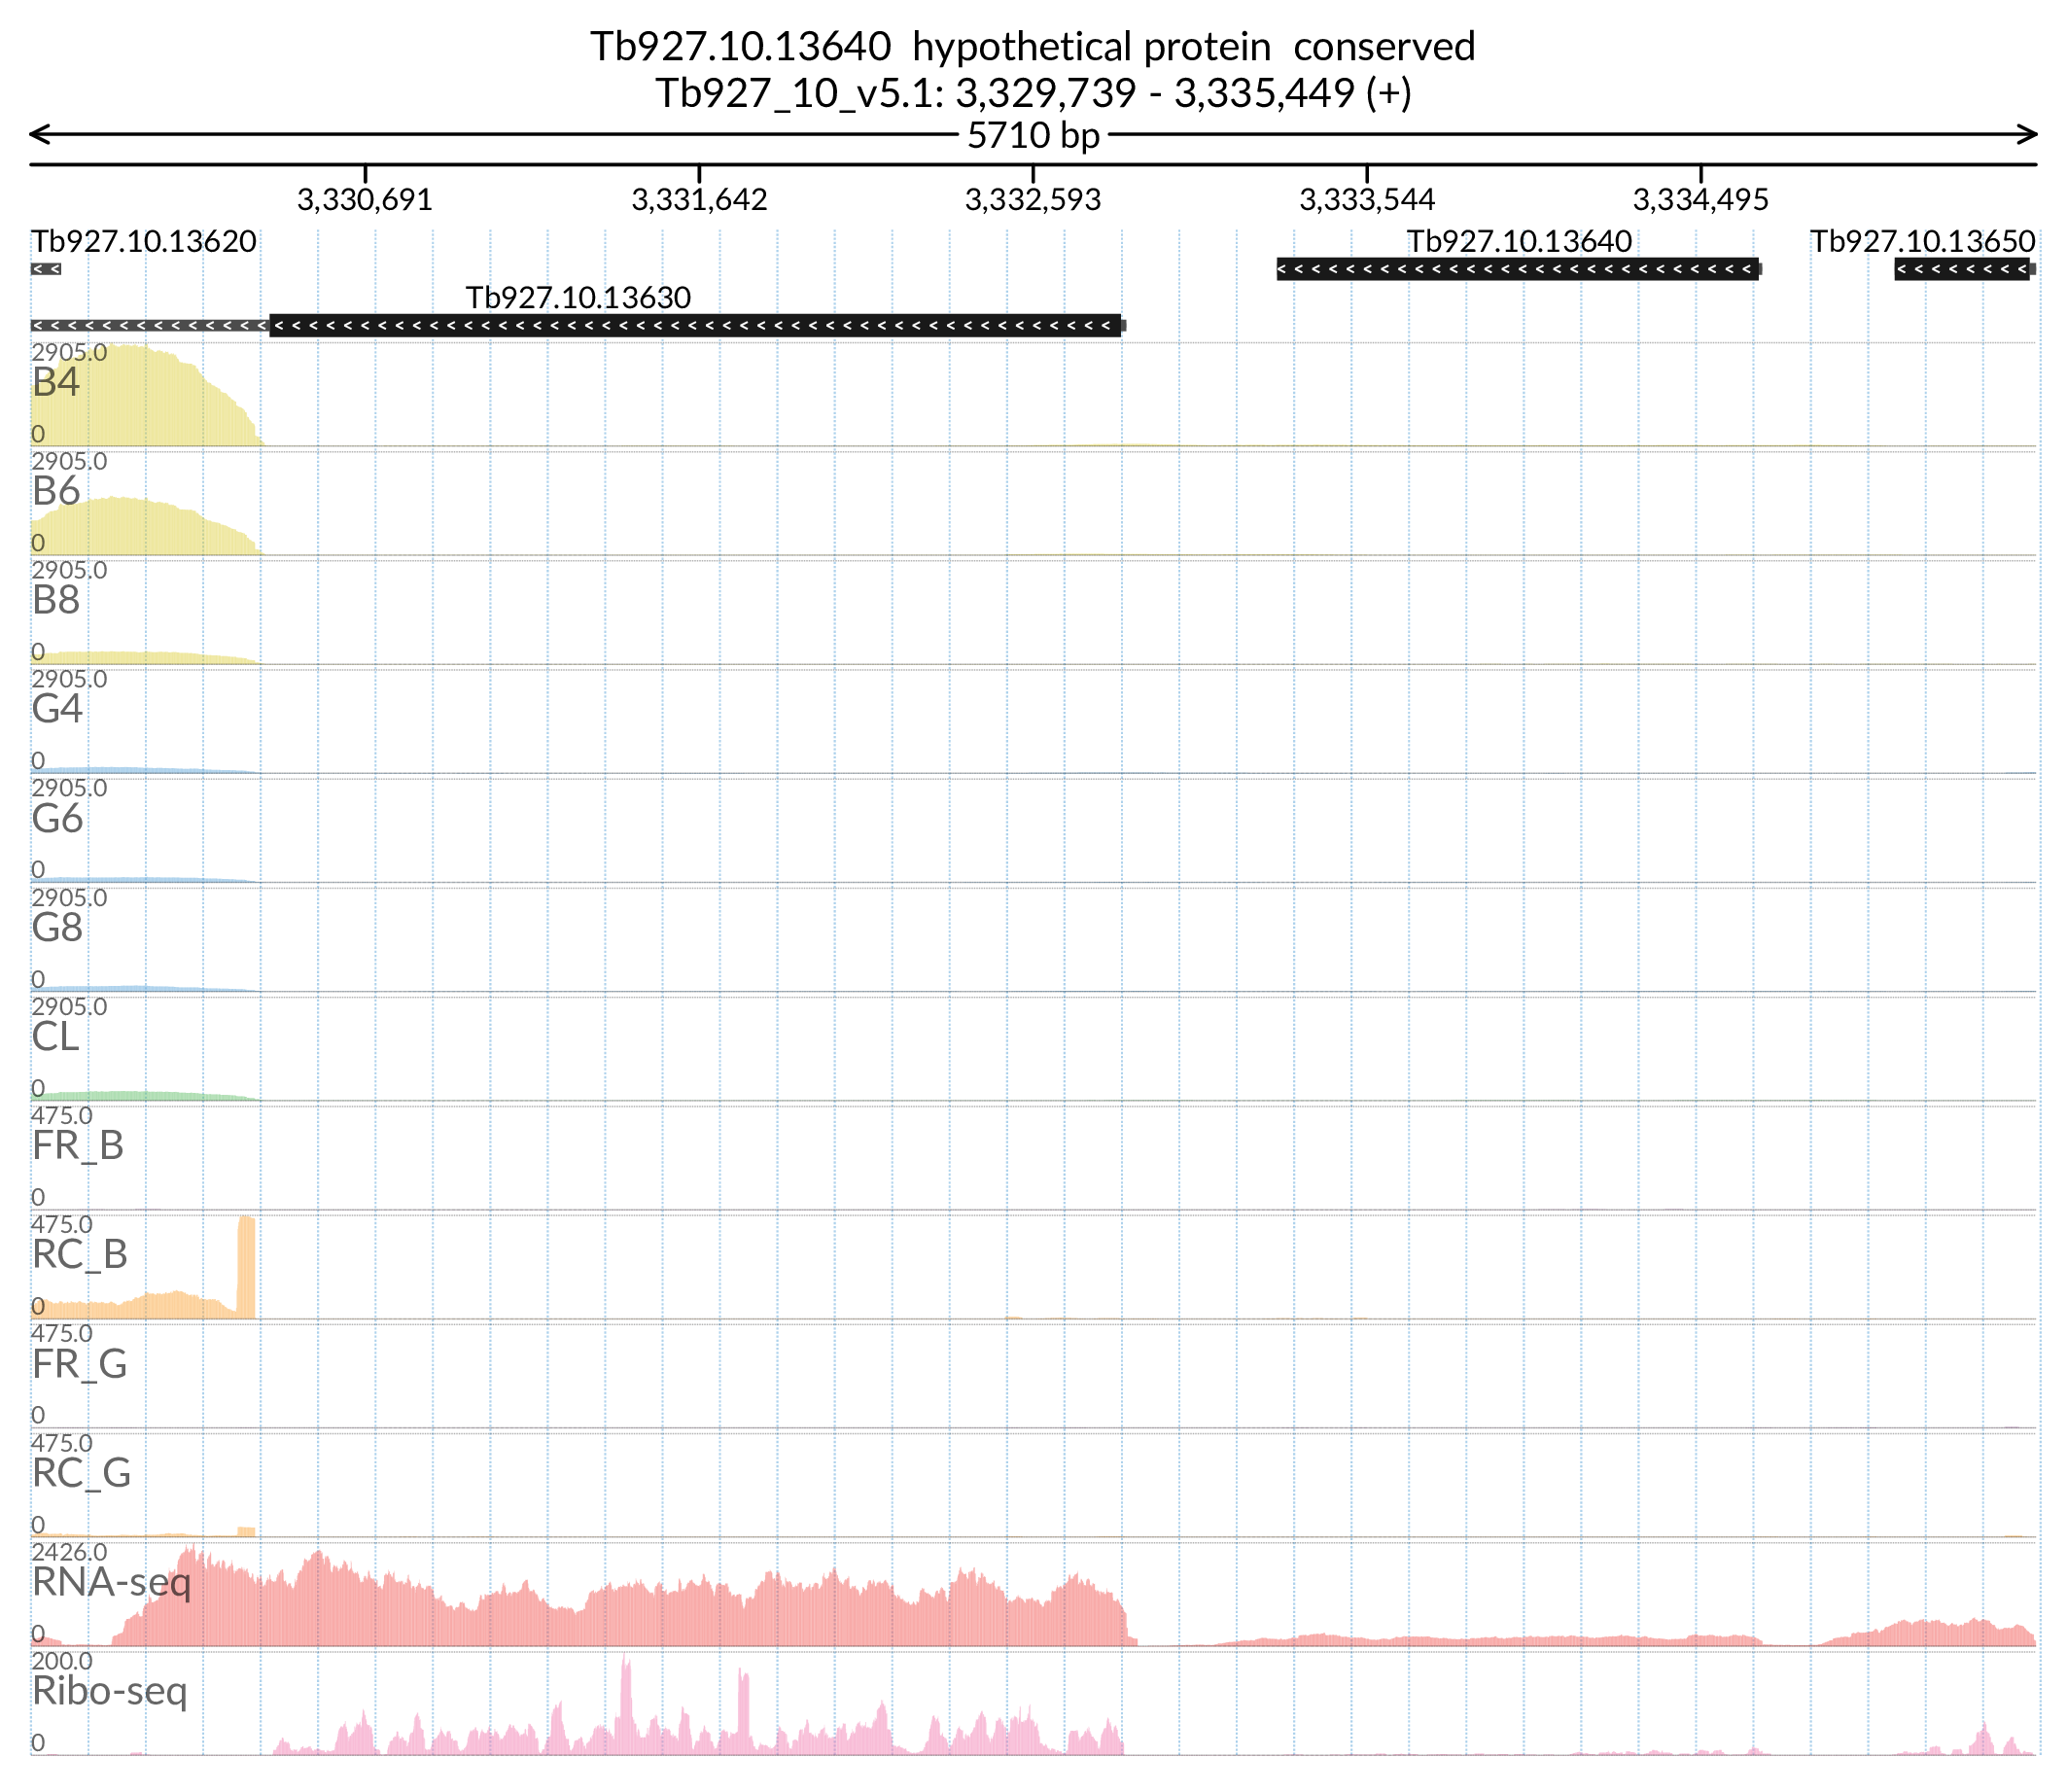 Tb927.10.13640  hypothetical protein  conserved
Tb927_10_v5.1: 3,329,739 - 3,335,449 (+)
5710 bp
3,330,691 3,331,642 3,332,593 3,333,544 3,334,495
Tb927.10.13620 Tb927.10.13640 Tb927.10.13650
Tb927.10.13630
2905.0
B4
0
2905.0
B6
0
2905.0
B8
0
2905.0
G4
0
2905.0
G6
0
2905.0
G8
0
2905.0
CL
0
475.0
FR_B
0
475.0
RC_B
0
475.0
FR_G
0
475.0
RC_G
0
2426.0
RNA-seq
0
200.0
Ribo-seq
0